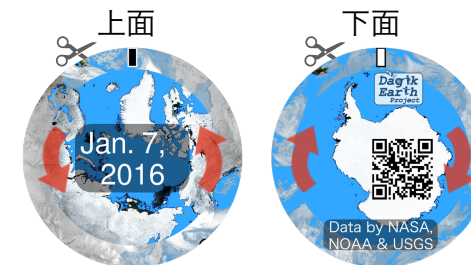 上面
下面
Jan. 7,
2016
Dagik
Earth
Project
Data by NASA,
NOAA & USGS